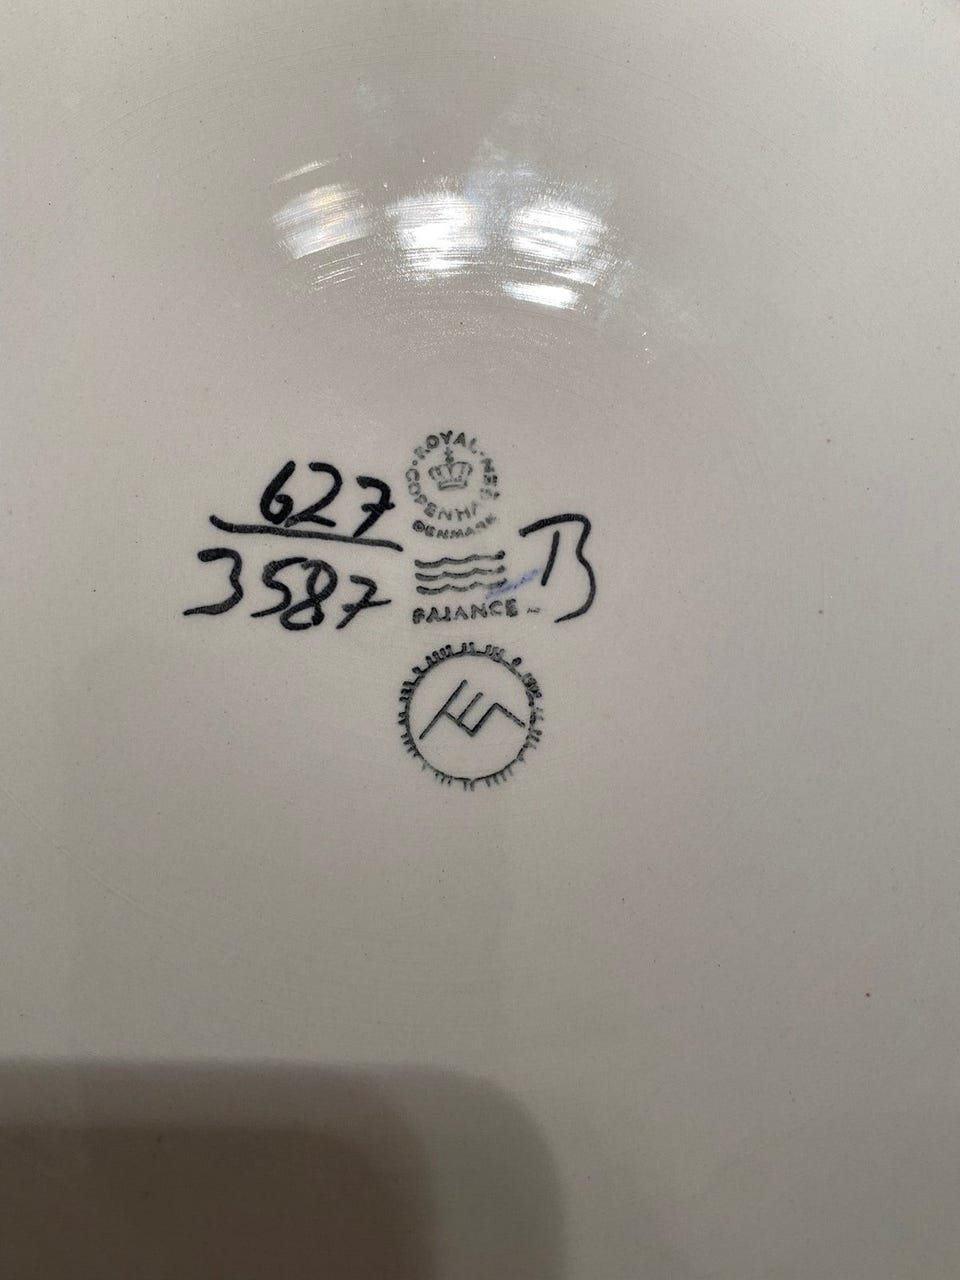 ROYAL COPENHAGEN
DENMARK
627
3587
B
FAJANCE